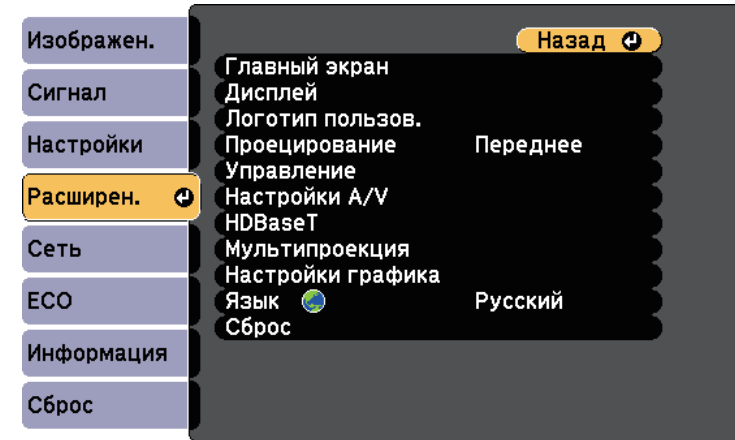 Изображен.
Сигнал
Настройки
Расширен.
Сеть
ECO
Информация
Сброс
Назад
Главный экран
Дисплей
Логотип пользов.
Проецирование Переднее
Управление
Настройки A/V
HDBaseT
Мультипроекция
Настройки графика
Язык Русский
Сброс